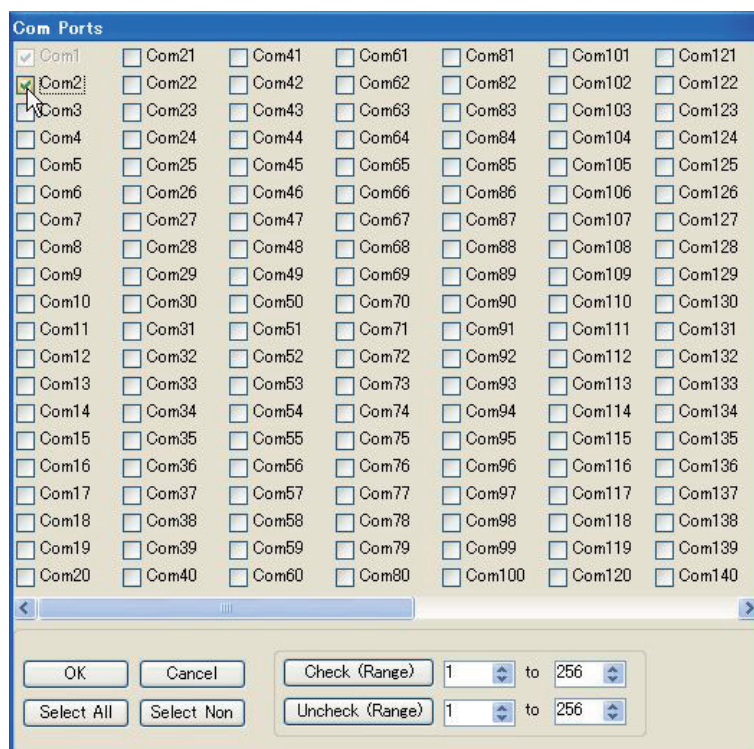 Com Ports
Com1 Com21 Com41 Com61 Com81 Com101 Com121
Com2 Com22 Com42 Com62 Com82 Com102 Com122
Com3 Com23 Com43 Com63 Com83 Com103 Com123
Com4 Com24 Com44 Com64 Com84 Com104 Com124
Com5 Com25 Com45 Com65 Com85 Com105 Com125
Com6 Com26 Com46 Com66 Com86 Com106 Com126
Com7 Com27 Com47 Com67 Com87 Com107 Com127
Com8 Com28 Com48 Com68 Com88 Com108 Com128
Com9 Com29 Com49 Com69 Com89 Com109 Com129
Com10 Com30 Com50 Com70 Com90 Com110 Com130
Com11 Com31 Com51 Com71 Com91 Com111 Com131
Com12 Com32 Com52 Com72 Com92 Com112 Com132
Com13 Com33 Com53 Com73 Com93 Com113 Com133
Com14 Com34 Com54 Com74 Com94 Com114 Com134
Com15 Com35 Com55 Com75 Com95 Com115 Com135
Com16 Com36 Com56 Com76 Com96 Com116 Com136
Com17 Com37 Com57 Com77 Com97 Com117 Com137
Com18 Com38 Com58 Com78 Com98 Com118 Com138
Com19 Com39 Com59 Com79 Com99 Com119 Com139
Com20 Com40 Com60 Com80 Com100 Com120 Com140
OK Cancel Check (Range) 1 to 256
Select All Select Non Uncheck (Range) 1 to 256